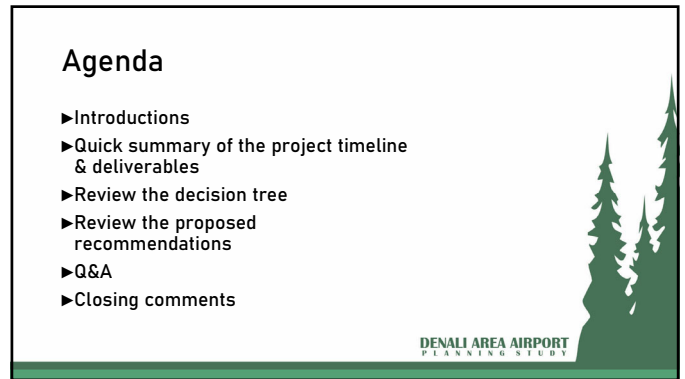 Agenda
►Introductions
►Quick summary of the project timeline
& deliverables
►Review the decision tree
►Review the proposed
recommendations
►Q&A
►Closing comments
DENALI AREA AIRPORT
PLANNING STUDY